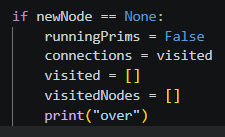 if newNode == None:
    runningPrims = False
    connections = visited
    visited = []
    visitedNodes = []
    print("over")